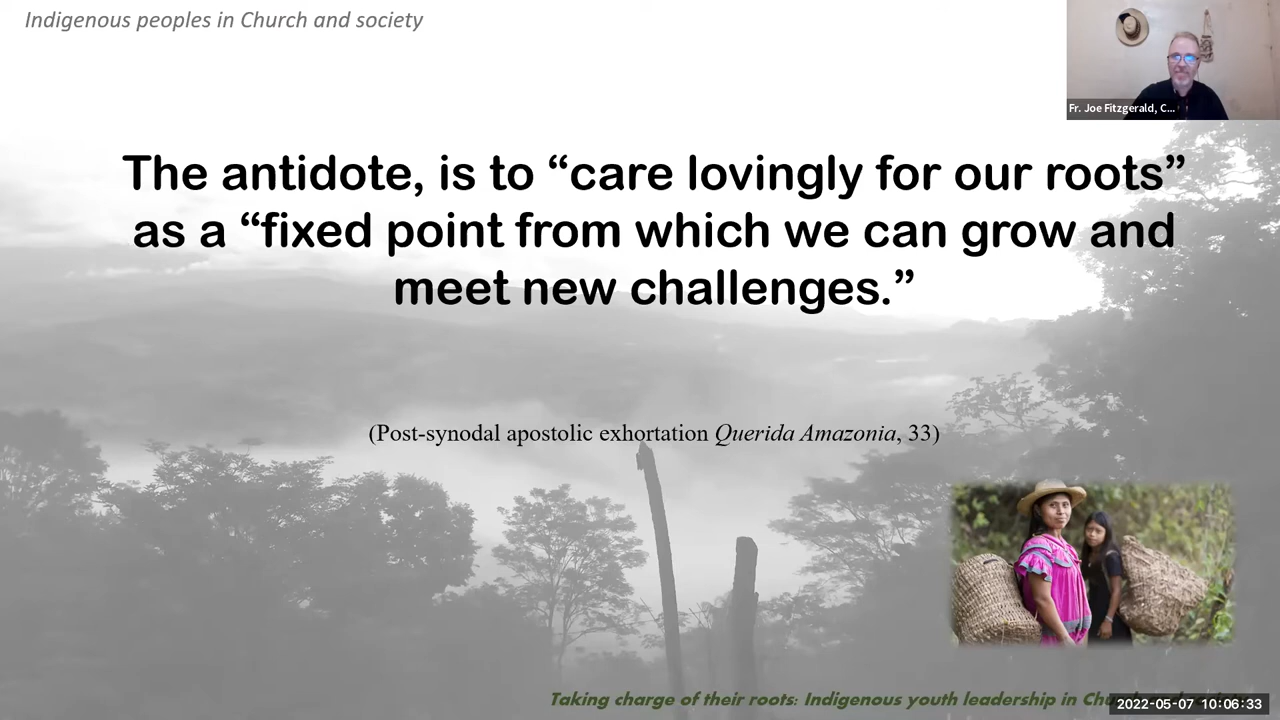 Indigenous peoples in Church and society
Fr. Joe Fitzgerald, C...
The antidote, is to “care lovingly for our roots”
as a “fixed point from which we can grow and
meet new challenges.”
(Post-synodal apostolic exhortation Querida Amazonia, 33)
Taking charge of their roots: Indigenous youth leadership in
2022-05-07 10:06:33